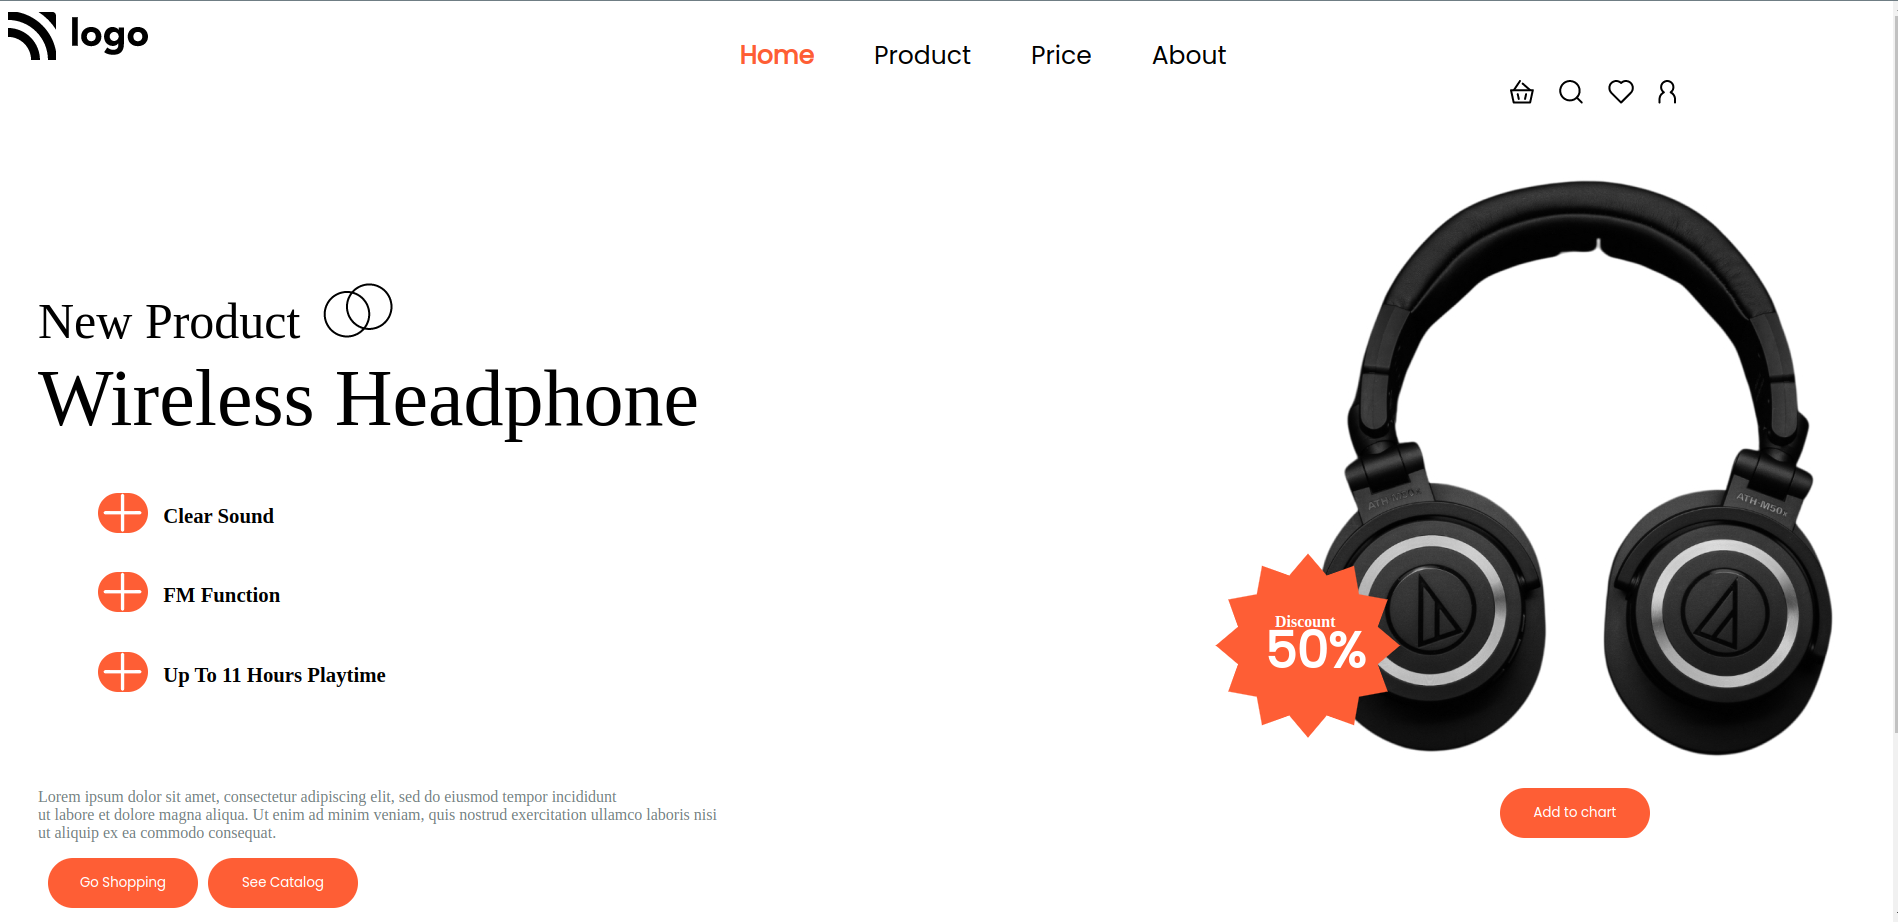 logo
Home
Product
Price
About
New Product
Wireless Headphone
Clear Sound
FM Function
Up To 11 Hours Playtime
ATH-M50x
ATH-M50x
Discount
50%
Lorem ipsum dolor sit amet, consectetur adipiscing elit, sed do eiusmod tempor incididunt
ut labore et dolore magna aliqua. Ut enim ad minim veniam, quis nostrud exercitation ullamco laboris nisi
ut aliquip ex ea commodo consequat.
Add to chart
Go Shopping
See Catalog